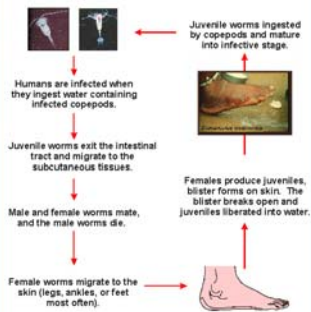 Juvenile worms ingested
by copepods and mature
into infective stage.
Humans are infected when
they ingest water containing
infected copepods.
Juvenile worms exit the intestinal
tract and migrate to the
subcutaneous tissues.
Male and female worms mate,
and the male worms die.
Female worms migrate to the
skin (legs, ankles, or feet
most often).
Females produce juveniles,
blister forms on skin. The
blister breaks open and
juveniles liberated into water.